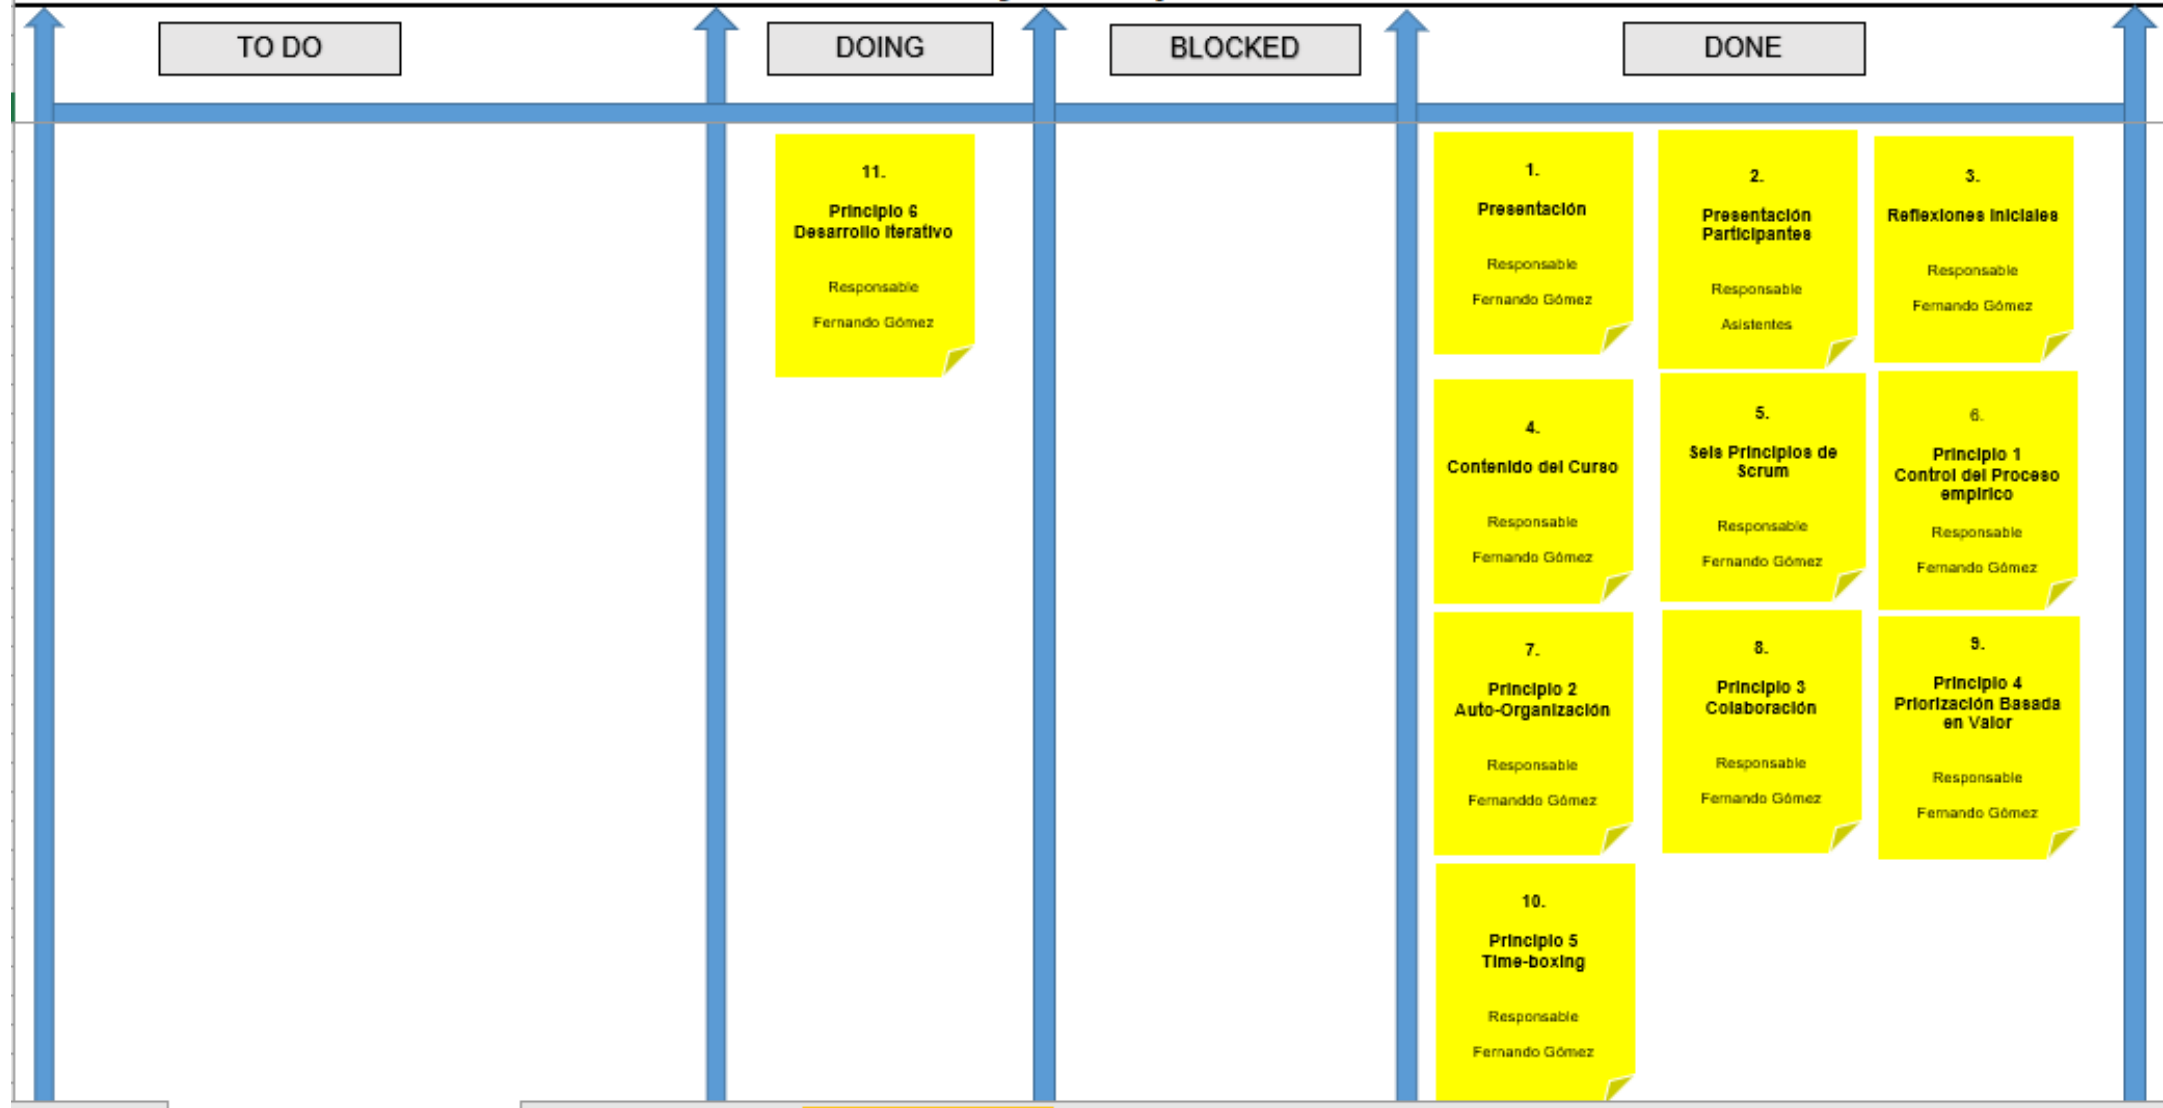 TO DO
DOING
BLOCKED
DONE
11.
Principio 6
Desarrollo Iterativo
Responsable
Fernando Gómez
1.
Presentación
Responsable
Fernando Gómez
2.
Presentación
Participantes
Responsable
Asistentes
3.
Reflexiones Iniciales
Responsable
Fernando Gómez
4.
Contenido del Curso
Responsable
Fernando Gómez
5.
Seis Principios de
Scrum
Responsable
Fernando Gómez
6.
Principio 1
Control del Proceso
empirico
Responsable
Fernando Gómez
7.
Principio 2
Auto-Organización
Responsable
Fernanddo Gómez
8.
Principio 3
Colaboración
Responsable
Fernando Gómez
9.
Principio 4
Priorización Basada
en Valor
Responsable
Fernando Gómez
10.
Principio 5
Time-boxing
Responsable
Fernando Gómez